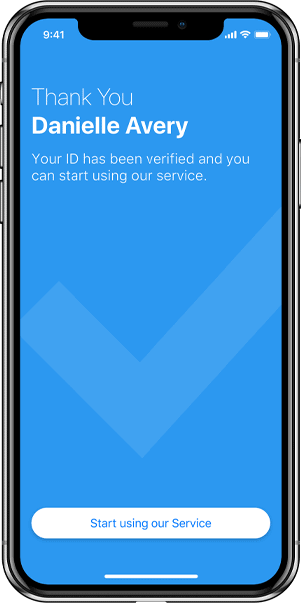 9:41
Thank You
Danielle Avery
Your ID has been verified and you
can start using our service.
Start using our Service